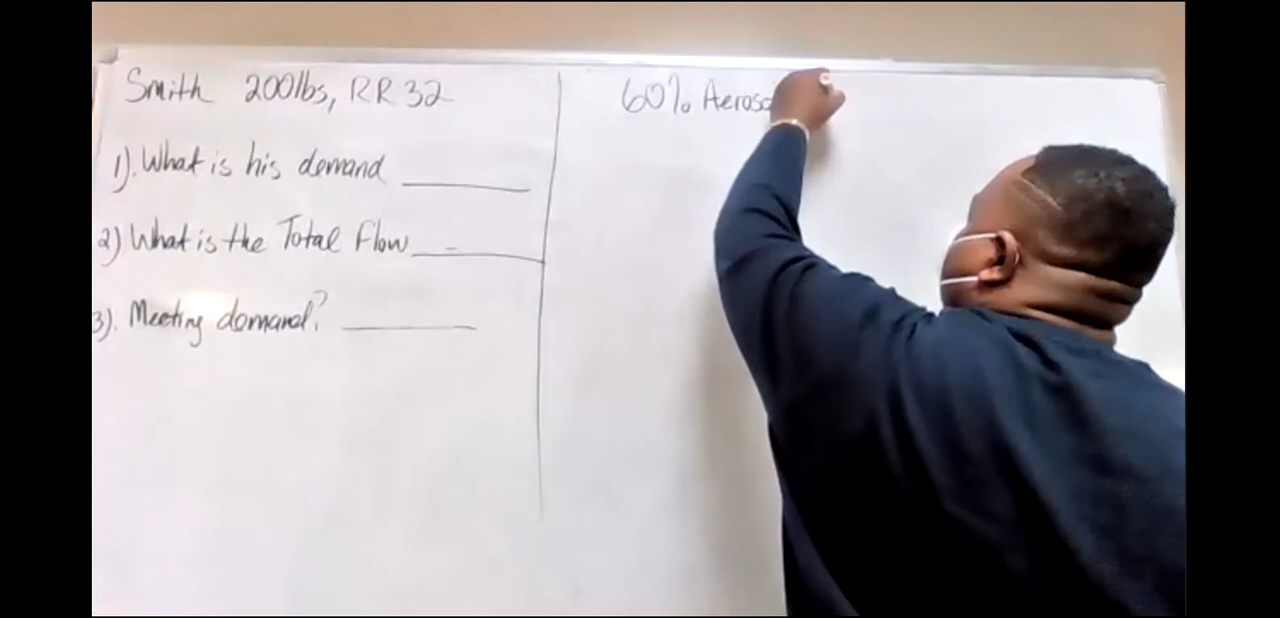 Smith 200lbs, RR 32
1). What is his demand
2) What is the Total Flow
3). Meeting demand?
60% Aeroso